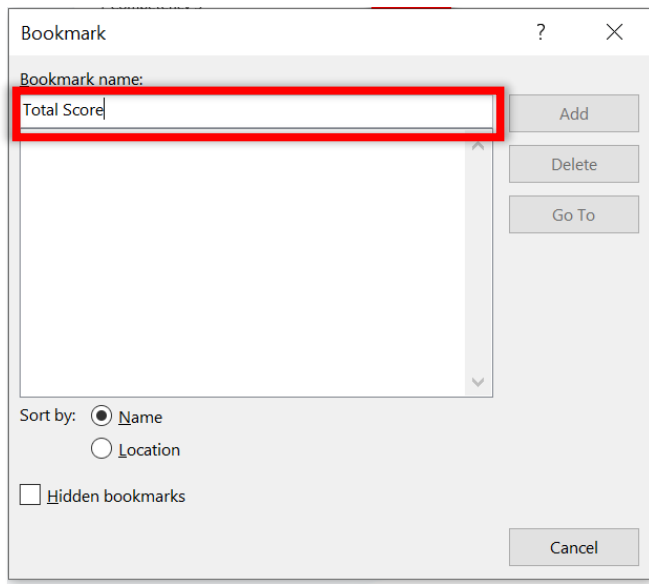 Bookmark ?
Bookmark name:
Total Score
Add
Delete
Go To
Sort by: Name
Location
Hidden bookmarks
Cancel